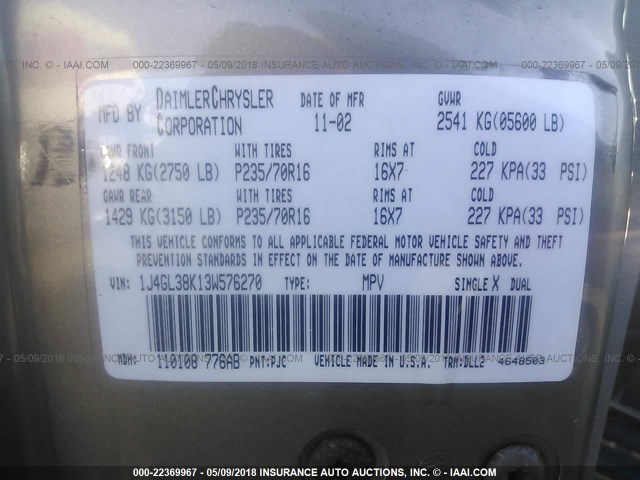 000-22369967 - 05/09/2018 INSURANCE AUTO AUCTIONS, INC. - © IAAI.COM
MFD BY DAIMLERCHRYSLER CORPORATION DATE OF MFR 11-02 GVWR 2541 KG(05600 LB)
GAWR FRONT WITH TIRES RIMS AT COLD
1248 KG(2750 LB) P235/70R16 16X7 227 KPA(33 PSI)
GAWR REAR WITH TIRES RIMS AT COLD
1429 KG(3150 LB) P235/70R16 16X7 227 KPA(33 PSI)
THIS VEHICLE CONFORMS TO ALL APPLICABLE FEDERAL MOTOR VEHICLE SAFETY AND THEFT
PREVENTION STANDARDS IN EFFECT ON THE DATE OF MANUFACTURE SHOWN ABOVE.
VIN: 1J4GL38K13W576270 TYPE: MPV SINGLE X DUAL
MDH: 110108 776AB PNT:PJC VEHICLE MADE IN U.S.A. TRM:DLL2 4648503
000-22369967 - 05/09/2018 INSURANCE AUTO AUCTIONS, INC. - © IAAI.COM